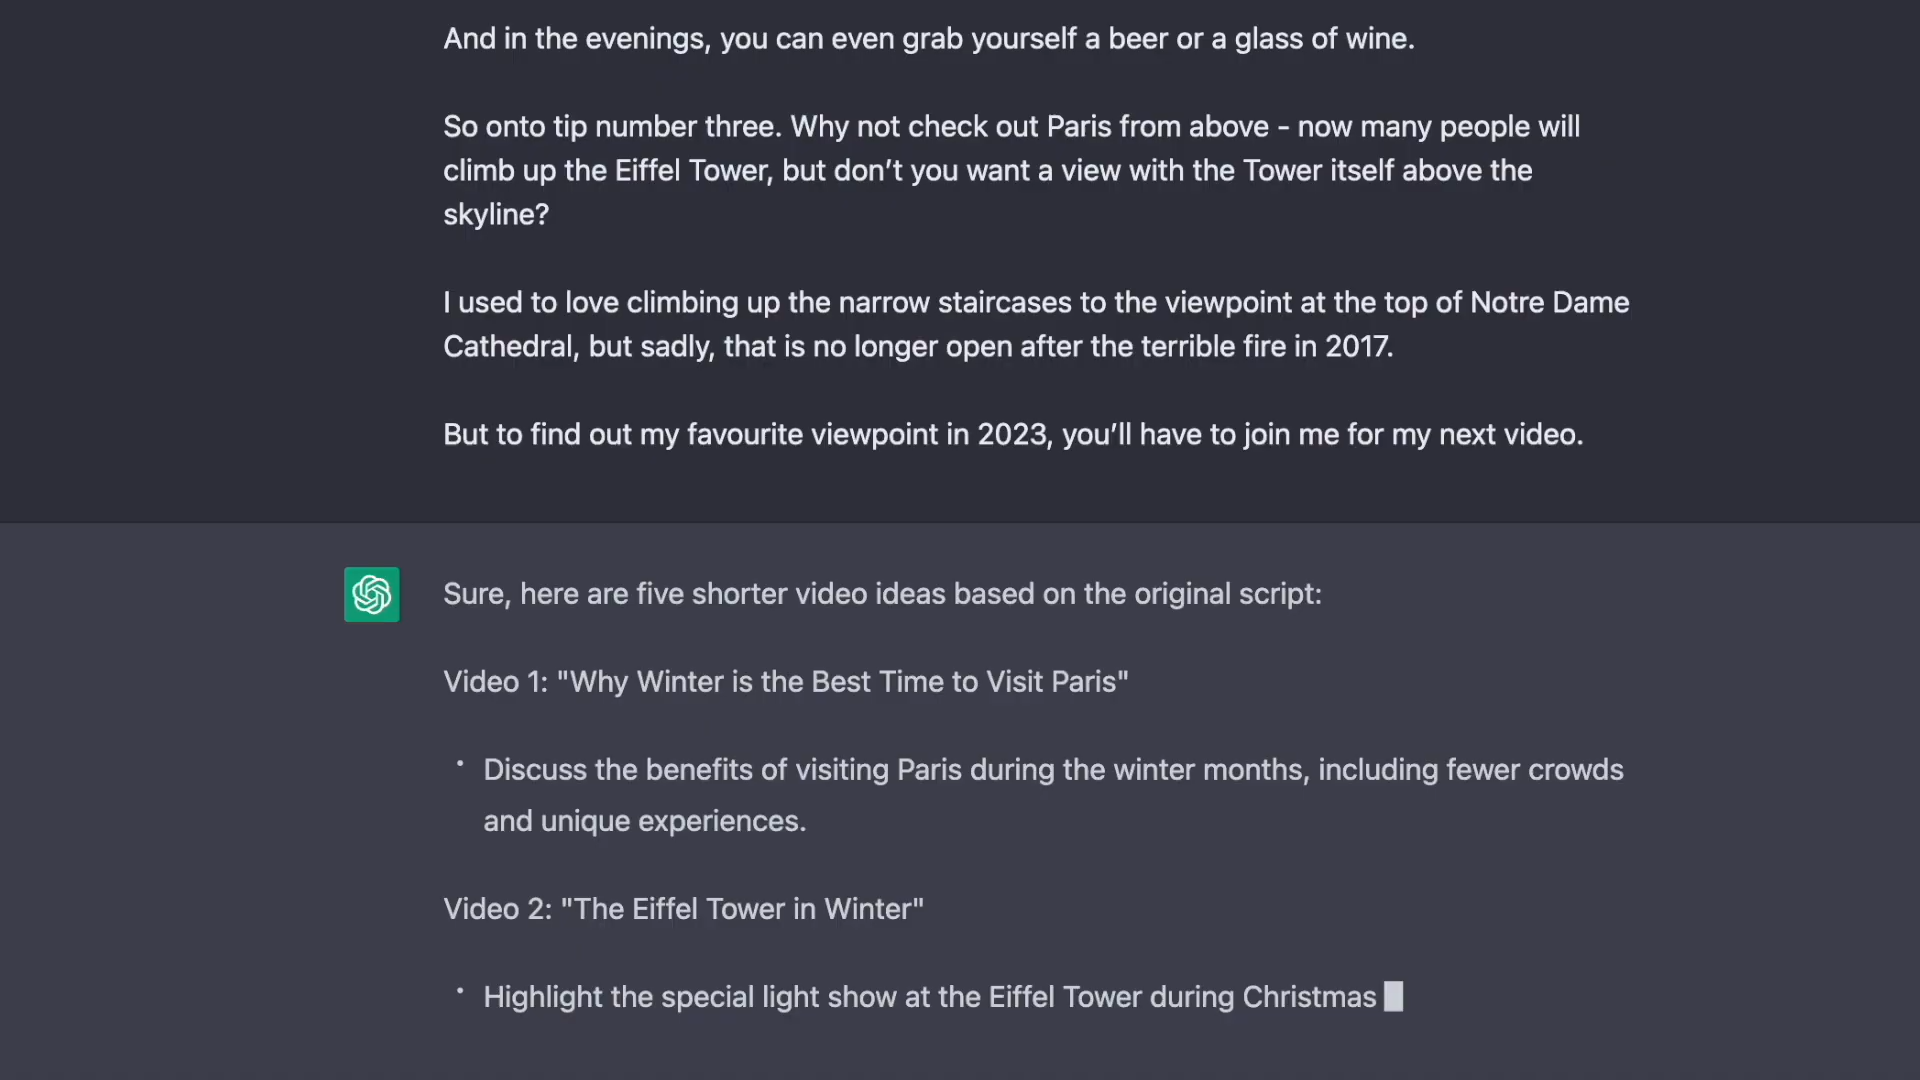 And in the evenings, you can even grab yourself a beer or a glass of wine.
So onto tip number three. Why not check out Paris from above - now many people will
climb up the Eiffel Tower, but don’t you want a view with the Tower itself above the
skyline?
I used to love climbing up the narrow staircases to the viewpoint at the top of Notre Dame
Cathedral, but sadly, that is no longer open after the terrible fire in 2017.
But to find out my favourite viewpoint in 2023, you’ll have to join me for my next video.
Sure, here are five shorter video ideas based on the original script:
Video 1: "Why Winter is the Best Time to Visit Paris"
• Discuss the benefits of visiting Paris during the winter months, including fewer crowds
and unique experiences.
Video 2: "The Eiffel Tower in Winter"
• Highlight the special light show at the Eiffel Tower during Christmas